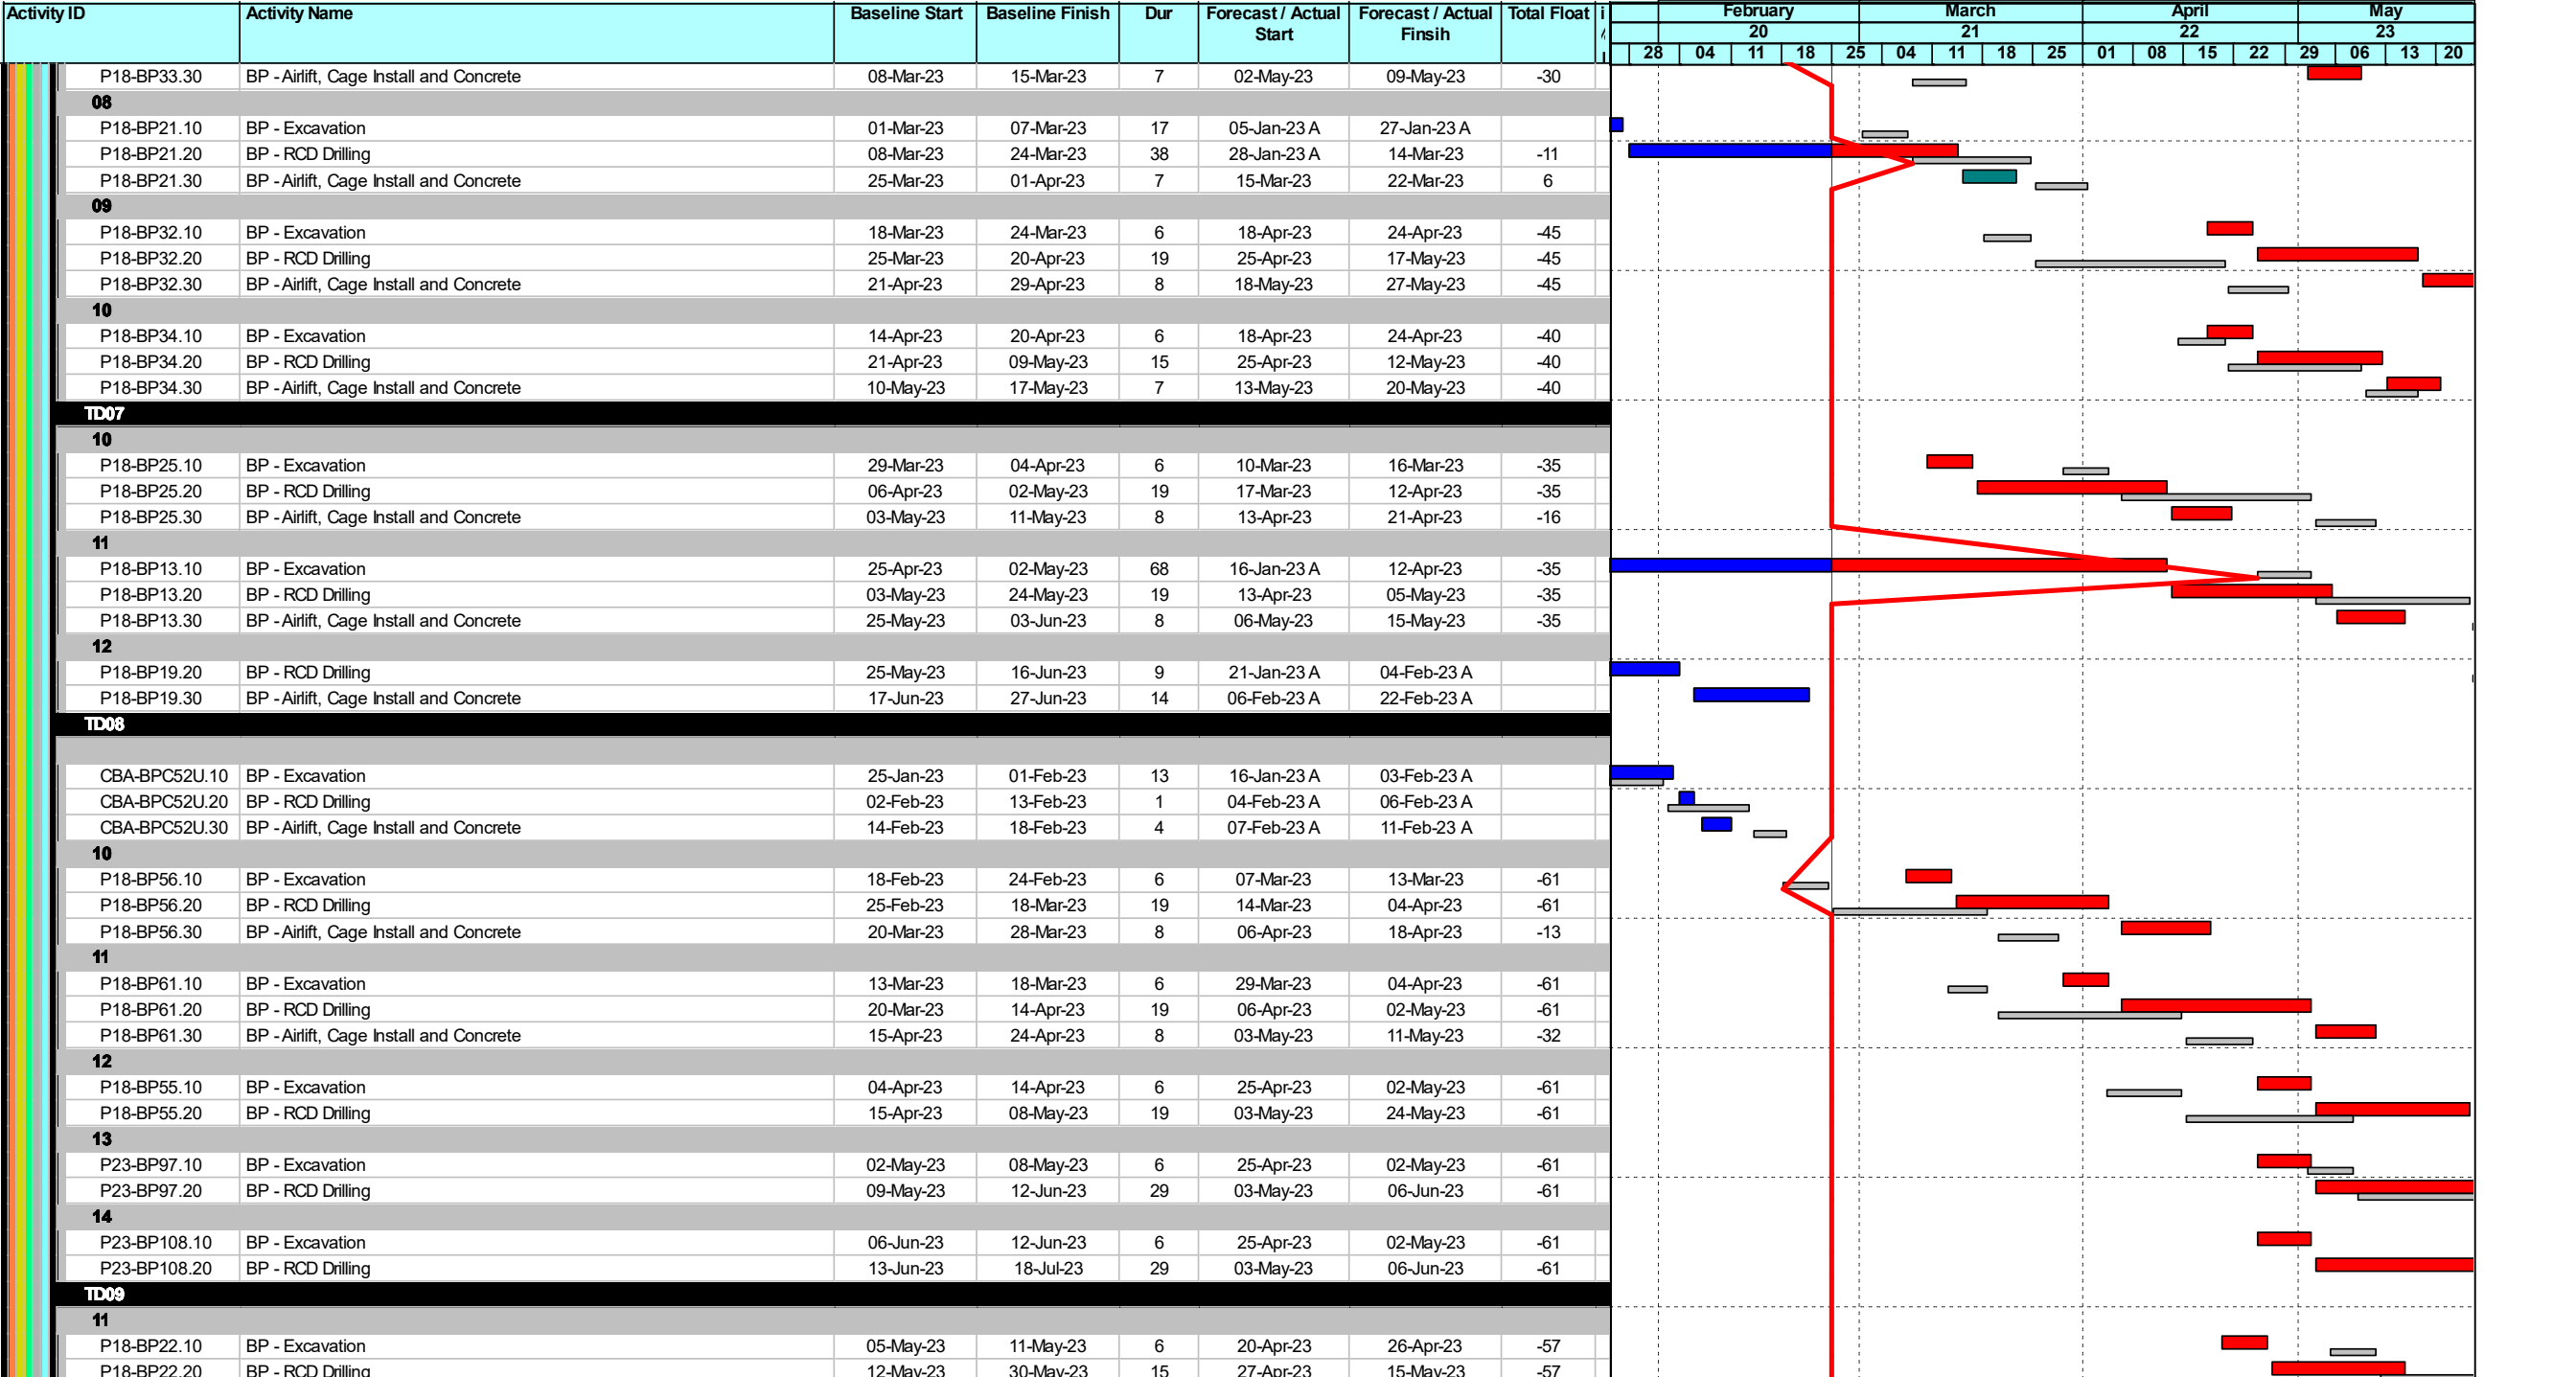 Activity ID Activity Name Baseline Start Baseline Finish Dur Forecast / Actual Start Forecast / Actual Finsih Total Float
February March April May
20 21 22 23
28 04 11 18 25 04 11 18 25 01 08 15 22 29 06 13 20
P18-BP33.30 BP - Airlift, Cage Install and Concrete 08-Mar-23 15-Mar-23 7 02-May-23 09-May-23 -30
08
P18-BP21.10 BP - Excavation 01-Mar-23 07-Mar-23 17 05-Jan-23 A 27-Jan-23 A
P18-BP21.20 BP - RCD Drilling 08-Mar-23 24-Mar-23 38 28-Jan-23 A 14-Mar-23 -11
P18-BP21.30 BP - Airlift, Cage Install and Concrete 25-Mar-23 01-Apr-23 7 15-Mar-23 22-Mar-23 6
09
P18-BP32.10 BP - Excavation 18-Mar-23 24-Mar-23 6 18-Apr-23 24-Apr-23 -45
P18-BP32.20 BP - RCD Drilling 25-Mar-23 20-Apr-23 19 25-Apr-23 17-May-23 -45
P18-BP32.30 BP - Airlift, Cage Install and Concrete 21-Apr-23 29-Apr-23 8 18-May-23 27-May-23 -45
10
P18-BP34.10 BP - Excavation 14-Apr-23 20-Apr-23 6 18-Apr-23 24-Apr-23 -40
P18-BP34.20 BP - RCD Drilling 21-Apr-23 09-May-23 15 25-Apr-23 12-May-23 -40
P18-BP34.30 BP - Airlift, Cage Install and Concrete 10-May-23 17-May-23 7 13-May-23 20-May-23 -40
TD07
10
P18-BP25.10 BP - Excavation 29-Mar-23 04-Apr-23 6 10-Mar-23 16-Mar-23 -35
P18-BP25.20 BP - RCD Drilling 06-Apr-23 02-May-23 19 17-Mar-23 12-Apr-23 -35
P18-BP25.30 BP - Airlift, Cage Install and Concrete 03-May-23 11-May-23 8 13-Apr-23 21-Apr-23 -16
11
P18-BP13.10 BP - Excavation 25-Apr-23 02-May-23 68 16-Jan-23 A 12-Apr-23 -35
P18-BP13.20 BP - RCD Drilling 03-May-23 24-May-23 19 13-Apr-23 05-May-23 -35
P18-BP13.30 BP - Airlift, Cage Install and Concrete 25-May-23 03-Jun-23 8 06-May-23 15-May-23 -35
12
P18-BP19.20 BP - RCD Drilling 25-May-23 16-Jun-23 9 21-Jan-23 A 04-Feb-23 A
P18-BP19.30 BP - Airlift, Cage Install and Concrete 17-Jun-23 27-Jun-23 14 06-Feb-23 A 22-Feb-23 A
TD08
CBA-BPC52U.10 BP - Excavation 25-Jan-23 01-Feb-23 13 16-Jan-23 A 03-Feb-23 A
CBA-BPC52U.20 BP - RCD Drilling 02-Feb-23 13-Feb-23 1 04-Feb-23 A 06-Feb-23 A
CBA-BPC52U.30 BP - Airlift, Cage Install and Concrete 14-Feb-23 18-Feb-23 4 07-Feb-23 A 11-Feb-23 A
10
P18-BP56.10 BP - Excavation 18-Feb-23 24-Feb-23 6 07-Mar-23 13-Mar-23 -61
P18-BP56.20 BP - RCD Drilling 25-Feb-23 18-Mar-23 19 14-Mar-23 04-Apr-23 -61
P18-BP56.30 BP - Airlift, Cage Install and Concrete 20-Mar-23 28-Mar-23 8 06-Apr-23 18-Apr-23 -13
11
P18-BP61.10 BP - Excavation 13-Mar-23 18-Mar-23 6 29-Mar-23 04-Apr-23 -61
P18-BP61.20 BP - RCD Drilling 20-Mar-23 14-Apr-23 19 06-Apr-23 02-May-23 -61
P18-BP61.30 BP - Airlift, Cage Install and Concrete 15-Apr-23 24-Apr-23 8 03-May-23 11-May-23 -32
12
P18-BP55.10 BP - Excavation 04-Apr-23 14-Apr-23 6 25-Apr-23 02-May-23 -61
P18-BP55.20 BP - RCD Drilling 15-Apr-23 08-May-23 19 03-May-23 24-May-23 -61
13
P23-BP97.10 BP - Excavation 02-May-23 08-May-23 6 25-Apr-23 02-May-23 -61
P23-BP97.20 BP - RCD Drilling 09-May-23 12-Jun-23 29 03-May-23 06-Jun-23 -61
14
P23-BP108.10 BP - Excavation 06-Jun-23 12-Jun-23 6 25-Apr-23 02-May-23 -61
P23-BP108.20 BP - RCD Drilling 13-Jun-23 18-Jul-23 29 03-May-23 06-Jun-23 -61
TD09
11
P18-BP22.10 BP - Excavation 05-May-23 11-May-23 6 20-Apr-23 26-Apr-23 -57
P18-BP22.20 BP - RCD Drilling 12-May-23 30-May-23 15 27-Apr-23 15-May-23 -57